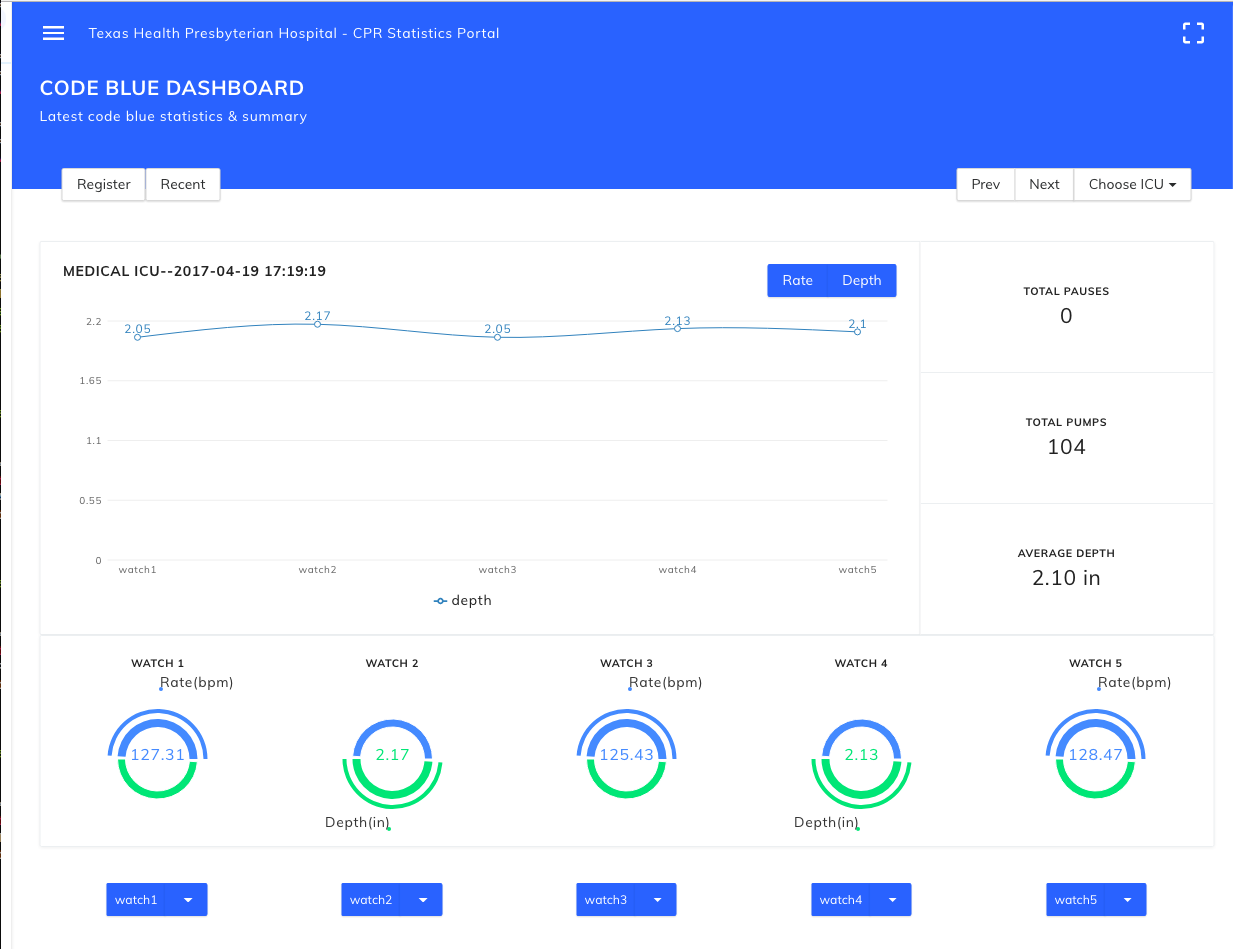 Texas Health Presbyterian Hospital - CPR Statistics Portal
CODE BLUE DASHBOARD
Latest code blue statistics & summary
Register Recent
Prev Next Choose ICU
MEDICAL ICU--2017-04-19 17:19:19
Rate Depth
2.2
1.65
1.1
0.55
0
2.05 2.17 2.05 2.13 2.1
watch1 watch2 watch3 watch4 watch5
depth
TOTAL PAUSES
0
TOTAL PUMPS
104
AVERAGE DEPTH
2.10 in
WATCH 1 WATCH 2 WATCH 3 WATCH 4 WATCH 5
Rate(bpm) Rate(bpm) Rate(bpm)
127.31 2.17 125.43 2.13 128.47
Depth(in) Depth(in)
watch1 watch2 watch3 watch4 watch5